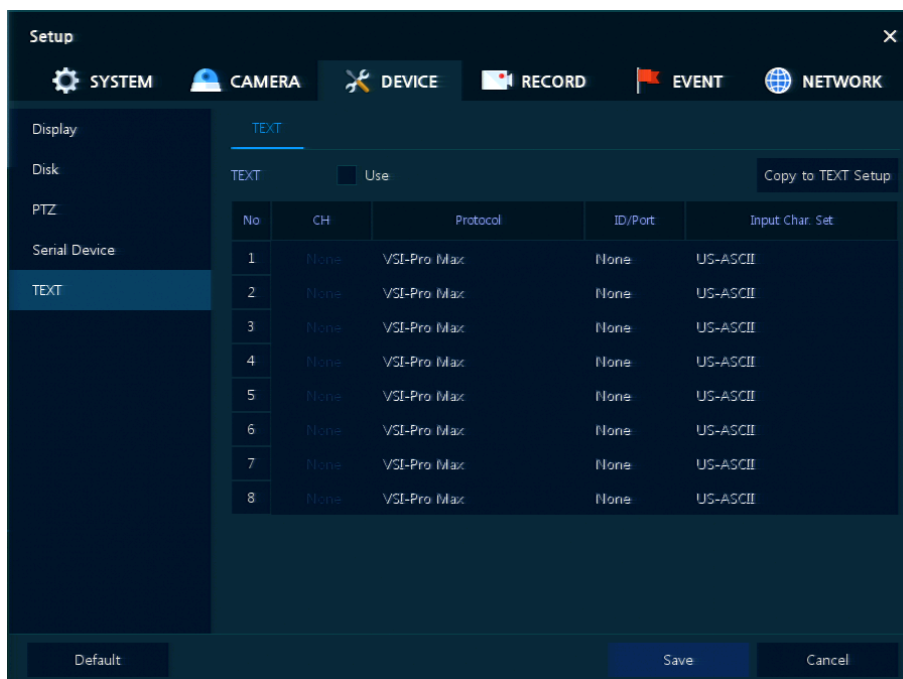 Setup
SYSTEM CAMERA DEVICE RECORD EVENT NETWORK
Display
Disk
PTZ
Serial Device
TEXT
TEXT
TEXT Use Copy to TEXT Setup
No CH Protocol ID/Port Input Char. Set
1 None VSI-Pro Max None US-ASCII
2 None VSI-Pro Max None US-ASCII
3 None VSI-Pro Max None US-ASCII
4 None VSI-Pro Max None US-ASCII
5 None VSI-Pro Max None US-ASCII
6 None VSI-Pro Max None US-ASCII
7 None VSI-Pro Max None US-ASCII
8 None VSI-Pro Max None US-ASCII
Default Save Cancel